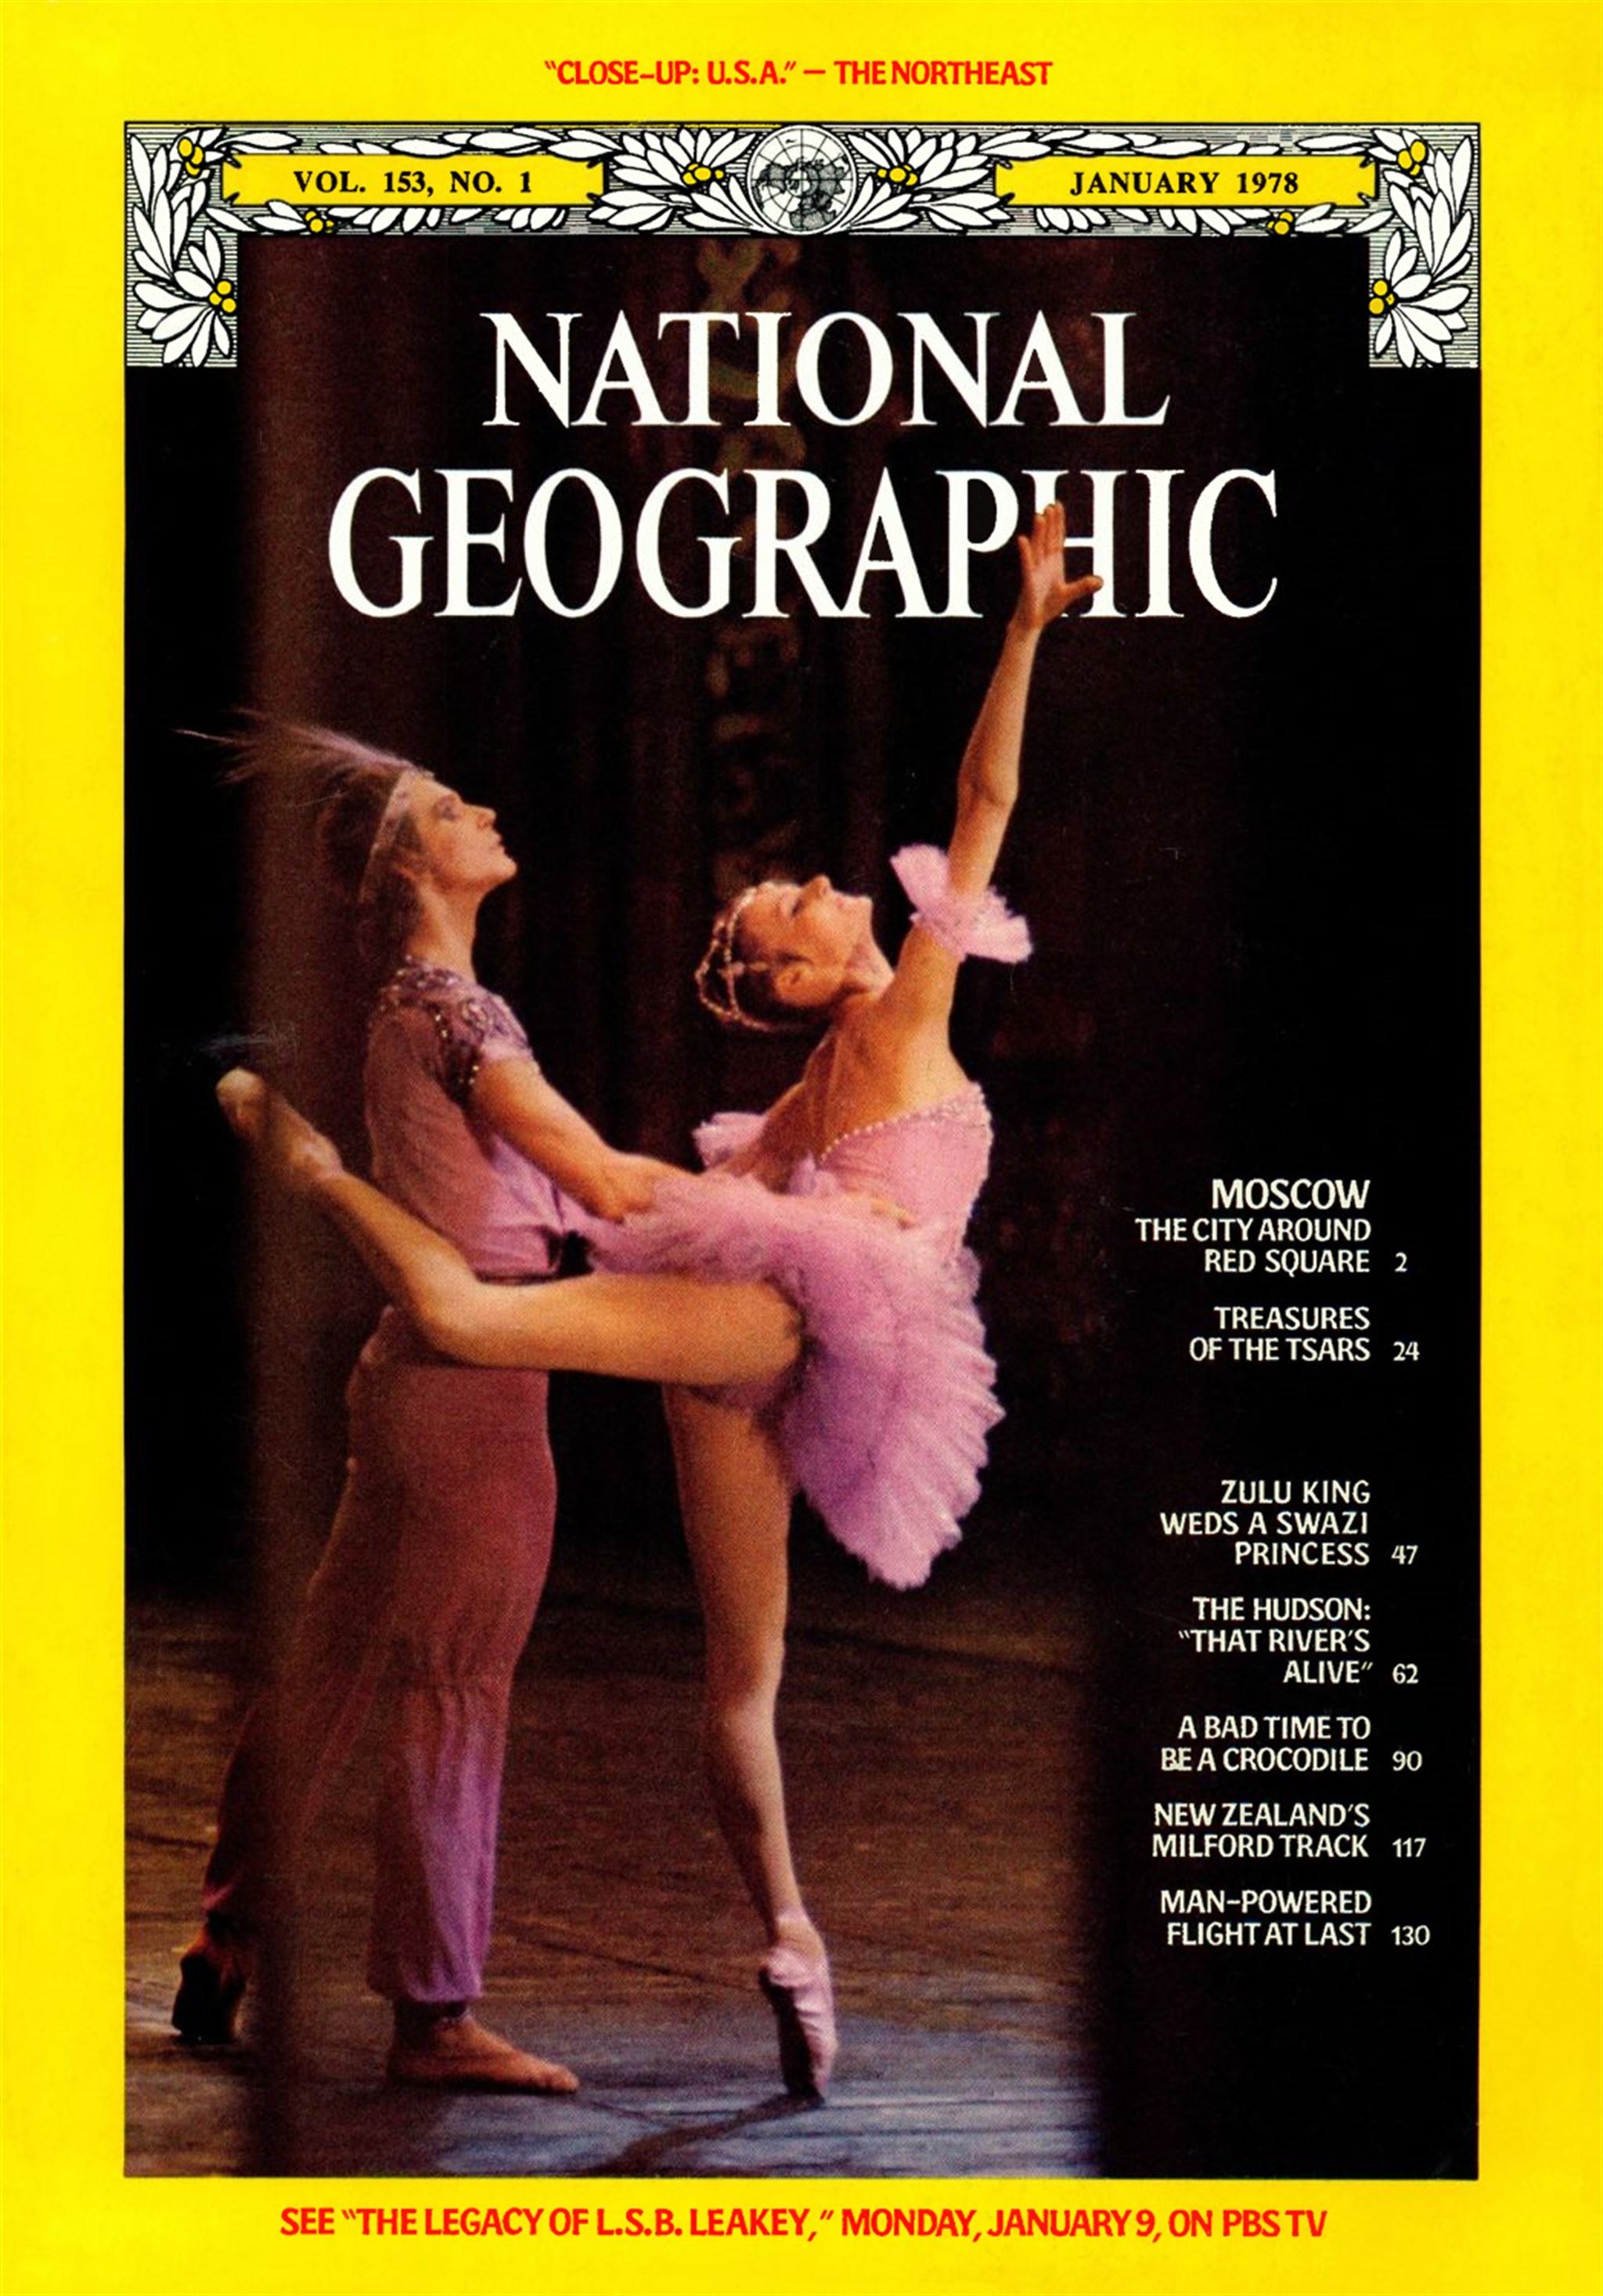 "CLOSE-UP: U.S.A." — THE NORTHEAST
VOL. 153, NO. 1
JANUARY 1978
NATIONAL
GEOGRAPHIC
MOSCOW
THE CITY AROUND
RED SQUARE 2
TREASURES
OF THE TSARS 24
ZULU KING
WEDS A SWAZI
PRINCESS 47
THE HUDSON:
"THAT RIVER'S
ALIVE" 62
A BAD TIME TO
BE A CROCODILE 90
NEW ZEALAND'S
MILFORD TRACK 117
MAN-POWERED
FLIGHT AT LAST 130
SEE "THE LEGACY OF L.S.B. LEAKEY," MONDAY, JANUARY 9, ON PBS TV